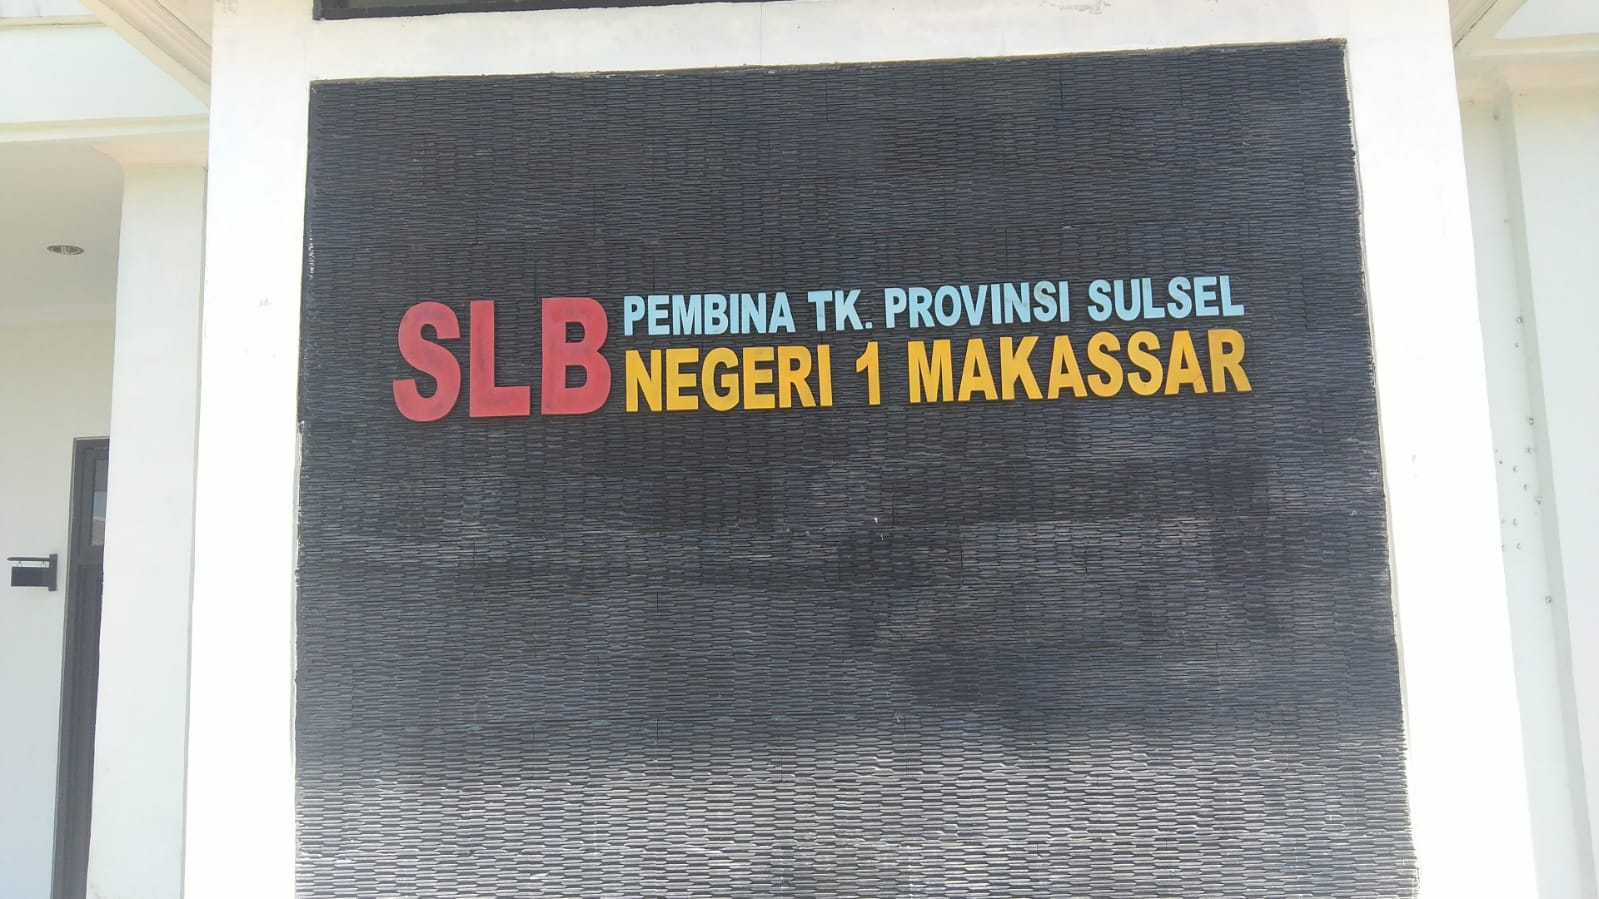 SLB PEMBINA TK. PROVINSI SULSEL
NEGERI 1 MAKASSAR